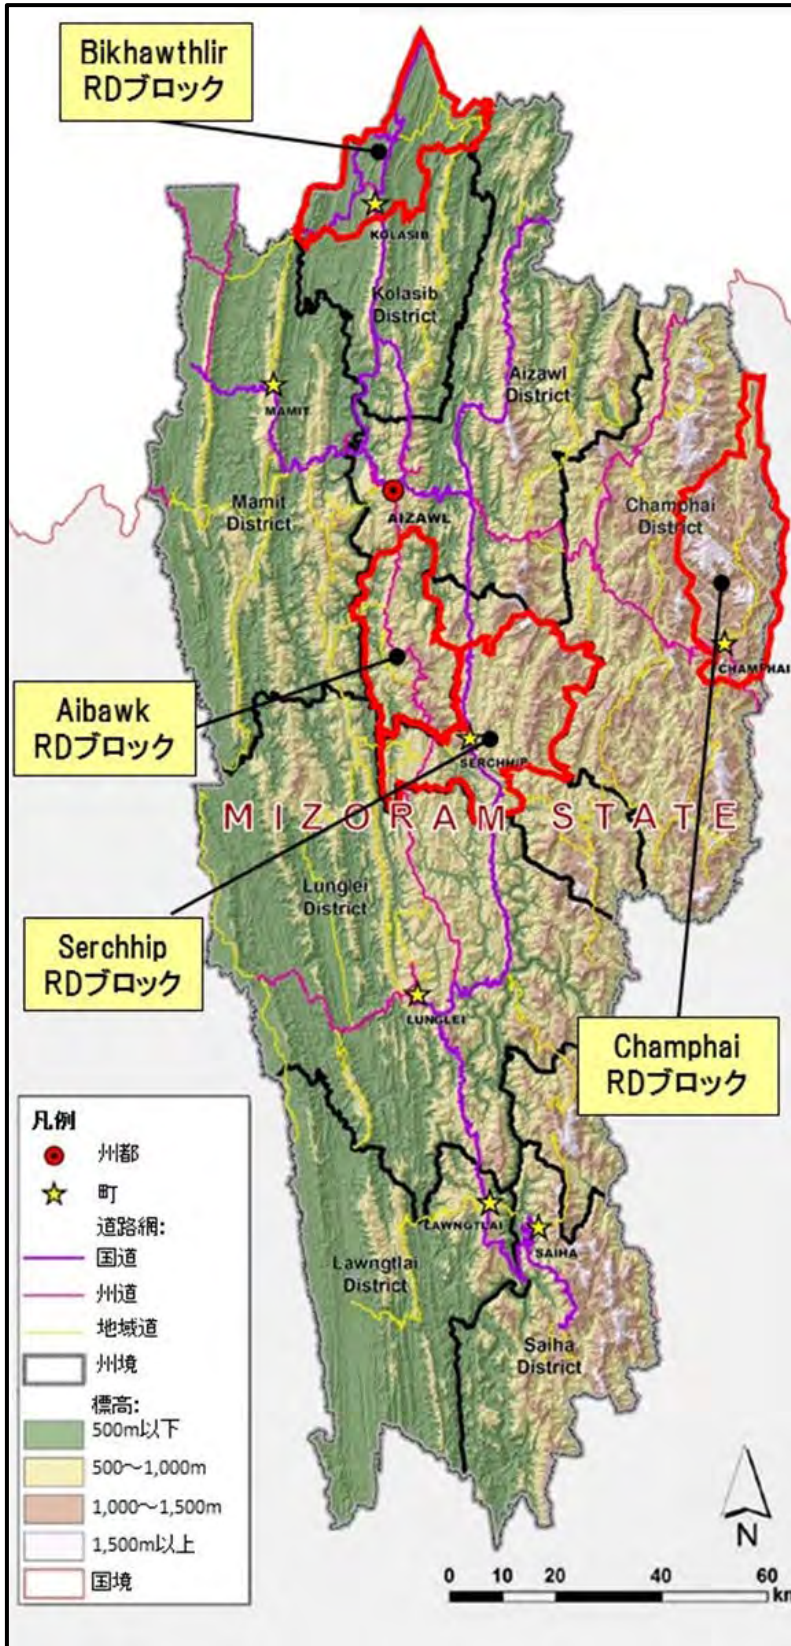 Bikhawthlir
RDブロック
KOLASIB
Kolasib
District
Aizawl
District
MAMIT
Mamit
District
AIZAWL
Champhai
District
CHAMPHAI
Aibawk
RDブロック
SERCHHIP
MIZORAM STATE
Lunglei
District
Serchhip
RDブロック
LUNGLEI
Champhai
RDブロック
凡例
州都
町
道路網:
国道
州道
地域道
州境
標高:
500m以下
500～1,000m
1,000～1,500m
1,500m以上
国境
LAWNGTLAI
SAIHA
Lawngtlai
District
Saiha
District
N
0 10 20 40 60
km